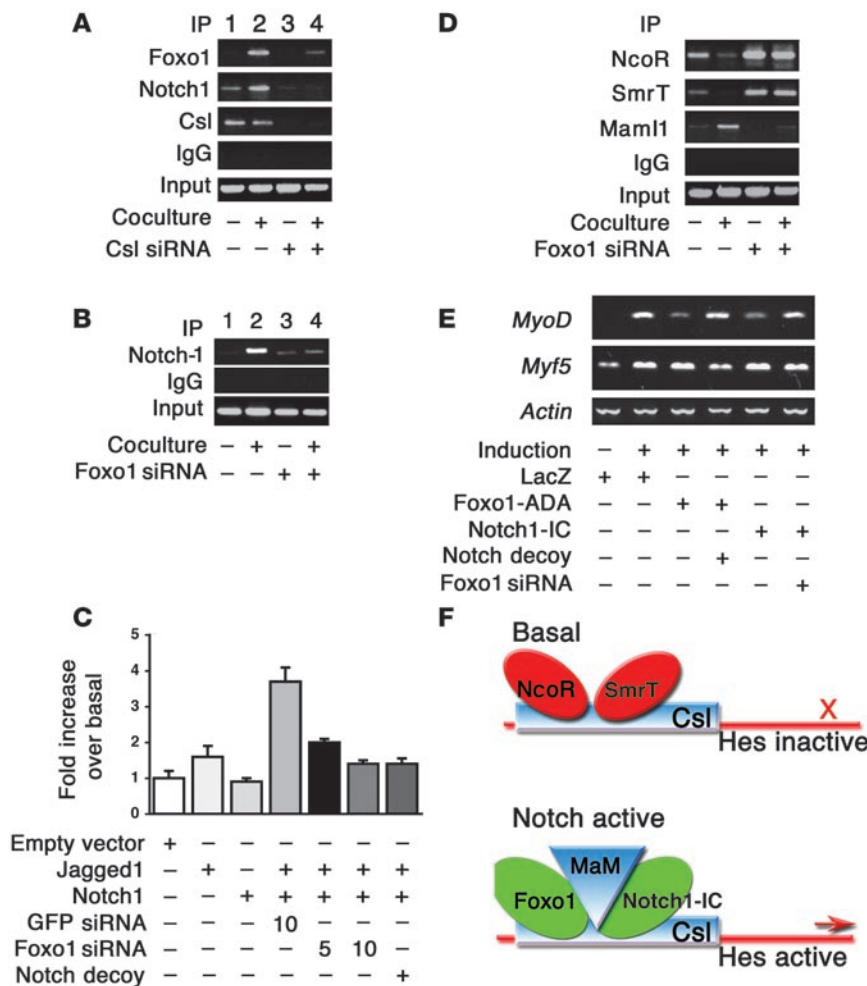 A
IP 1 2 3 4
Foxo1
Notch1
Csl
IgG
Input
Coculture − + − +
Csl siRNA − − + +
B
IP 1 2 3 4
Notch-1
IgG
Input
Coculture − + − +
Foxo1 siRNA − − + +
C
Fold increase
over basal
5
4
3
2
1
0
Empty vector + − − − − − −
Jagged1 − + − + + + +
Notch1 − − + + + + +
GFP siRNA − − − 10 − − −
Foxo1 siRNA − − − − 5 10 −
Notch decoy − − − − − − +
D
IP
NcoR
SmrT
Maml1
IgG
Input
Coculture − + − +
Foxo1 siRNA − − + +
E
MyoD
Myf5
Actin
Induction − + + + + +
LacZ + + − − − −
Foxo1-ADA − − + + − −
Notch1-IC − − − − + +
Notch decoy − − − + − −
Foxo1 siRNA − − − − − +
F
Basal
NcoR SmrT
Csl
X
Hes inactive
Notch active
MaM
Foxo1 Notch1-IC
Csl
Hes active